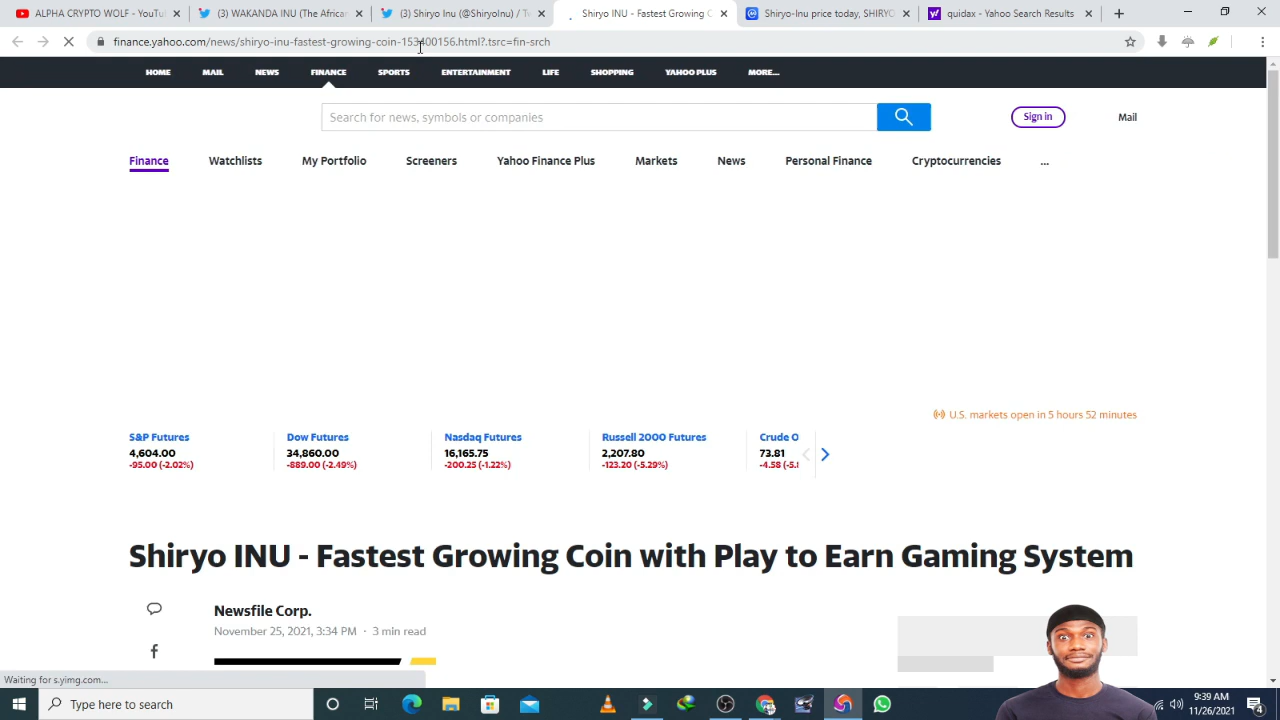 ALPHA CRYPTO WOLF - YouTu
(3) WAKANDA INU (The African
(3) Shiryo Inu (@ShiryoInu) / Tw
Shiryo INU - Fastest Growing C
Shiryo-Inu price today, SHIRYO
quidax - Yahoo Search Results
finance.yahoo.com/news/shiryo-inu-fastest-growing-coin-153400156.html?.tsrc=fin-srch
HOME MAIL NEWS FINANCE SPORTS ENTERTAINMENT LIFE SHOPPING YAHOO PLUS MORE...
Search for news, symbols or companies
Sign in
Mail
Finance Watchlists My Portfolio Screeners Yahoo Finance Plus Markets News Personal Finance Cryptocurrencies ...
U.S. markets open in 5 hours 52 minutes
S&P Futures
4,604.00
-95.00 (-2.02%)
Dow Futures
34,860.00
-889.00 (-2.49%)
Nasdaq Futures
16,165.75
-200.25 (-1.22%)
Russell 2000 Futures
2,207.80
-123.20 (-5.29%)
Crude O
73.81
-4.58 (-5.8
Shiryo INU - Fastest Growing Coin with Play to Earn Gaming System
Newsfile Corp.
November 25, 2021, 3:34 PM · 3 min read
Waiting for s.yimg.com...
Type here to search
9:39 AM
11/26/2021
4